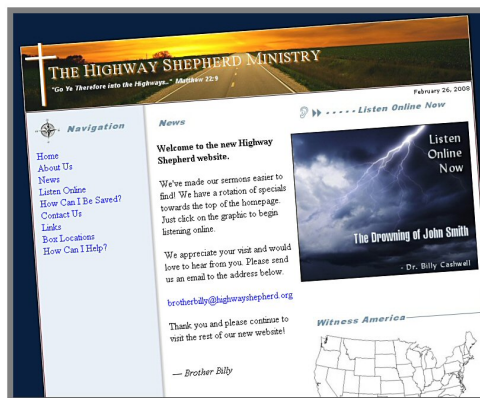 The Highway Shepherd Ministry
"Go Ye Therefore into the Highways.." Matthew 22:9
February 26, 2008
Navigation
Home
About Us
News
Listen Online
How Can I Be Saved?
Contact Us
Links
Box Locations
How Can I Help?
News
Welcome to the new Highway
Shepherd website.
We've made our sermons easier to
find! We have a rotation of specials
towards the top of the homepage.
Just click on the graphic to begin
listening online.
We appreciate your visit and would
love to hear from you. Please send
us an email to the address below.
brotherbilly@highwayshepherd.org
Thank you and please continue to
visit the rest of our new website!
--- Brother Billy
Listen Online Now
Listen
Online
Now
The Drowning of John Smith
- Dr. Billy Cashwell
Witness America